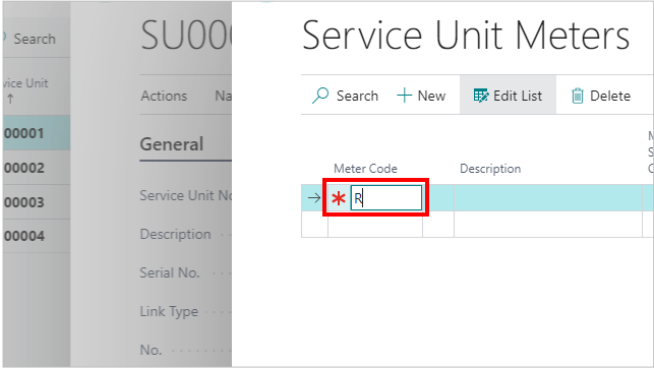 Search
vice Unit
↑
00001
00002
00003
00004
SU000
Actions Na
General
Service Unit No
Description
Serial No.
Link Type
No.
Service Unit Meters
Search + New Edit List Delete
Meter Code Description
→ * R